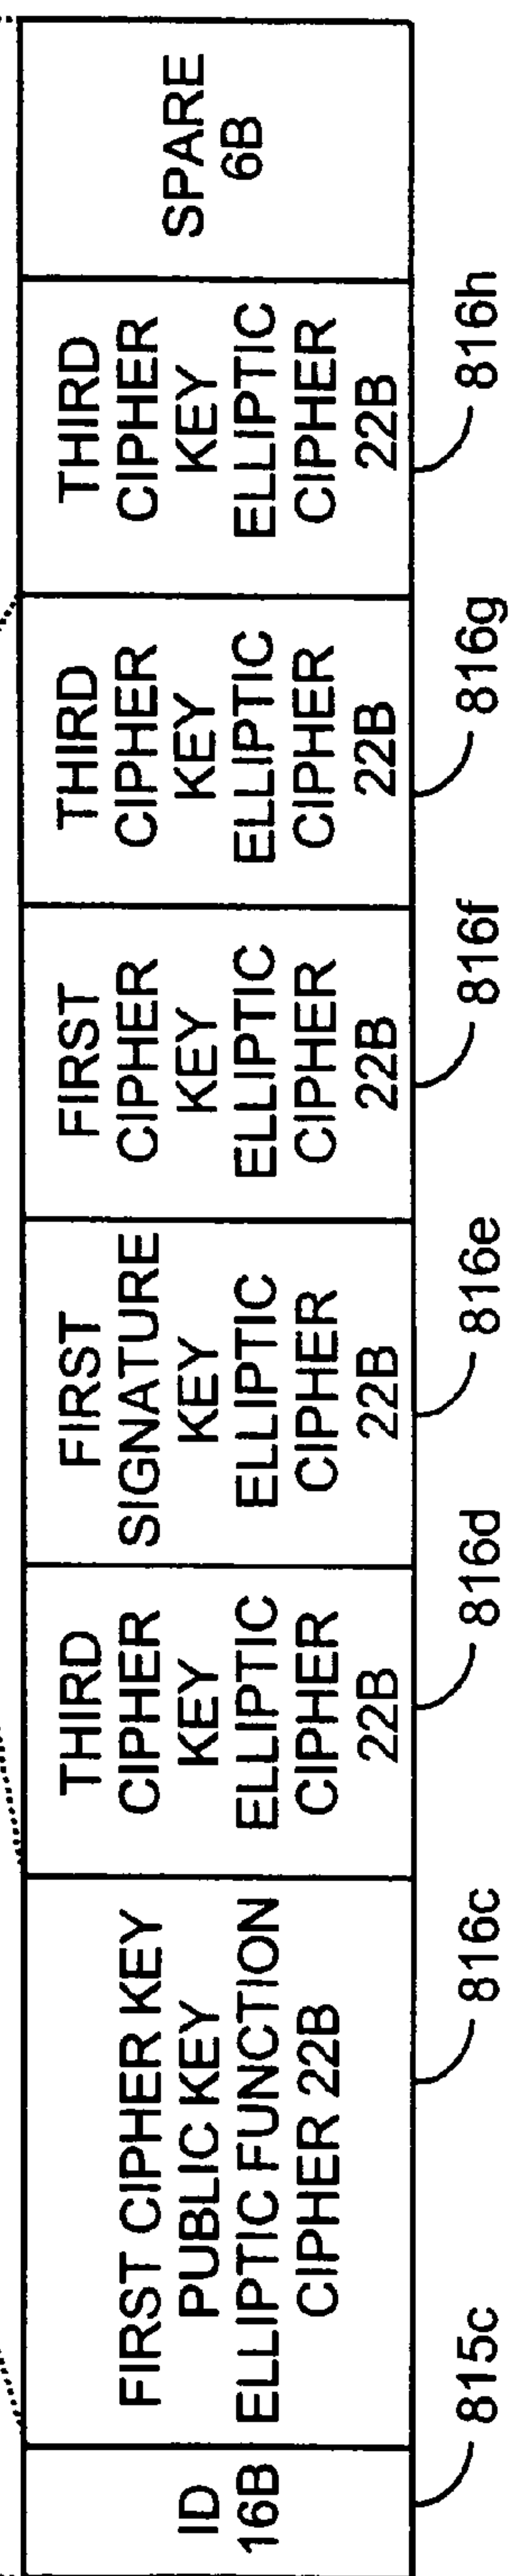 ID
16B
815c
FIRST CIPHER KEY
PUBLIC KEY
ELLIPTIC FUNCTION
CIPHER 22B
816c
THIRD
CIPHER
KEY
ELLIPTIC
CIPHER
22B
816d
FIRST
SIGNATURE
KEY
ELLIPTIC
CIPHER
22B
816e
FIRST
CIPHER
KEY
ELLIPTIC
CIPHER
22B
816f
THIRD
CIPHER
KEY
ELLIPTIC
CIPHER
22B
816g
THIRD
CIPHER
KEY
ELLIPTIC
CIPHER
22B
816h
SPARE
6B